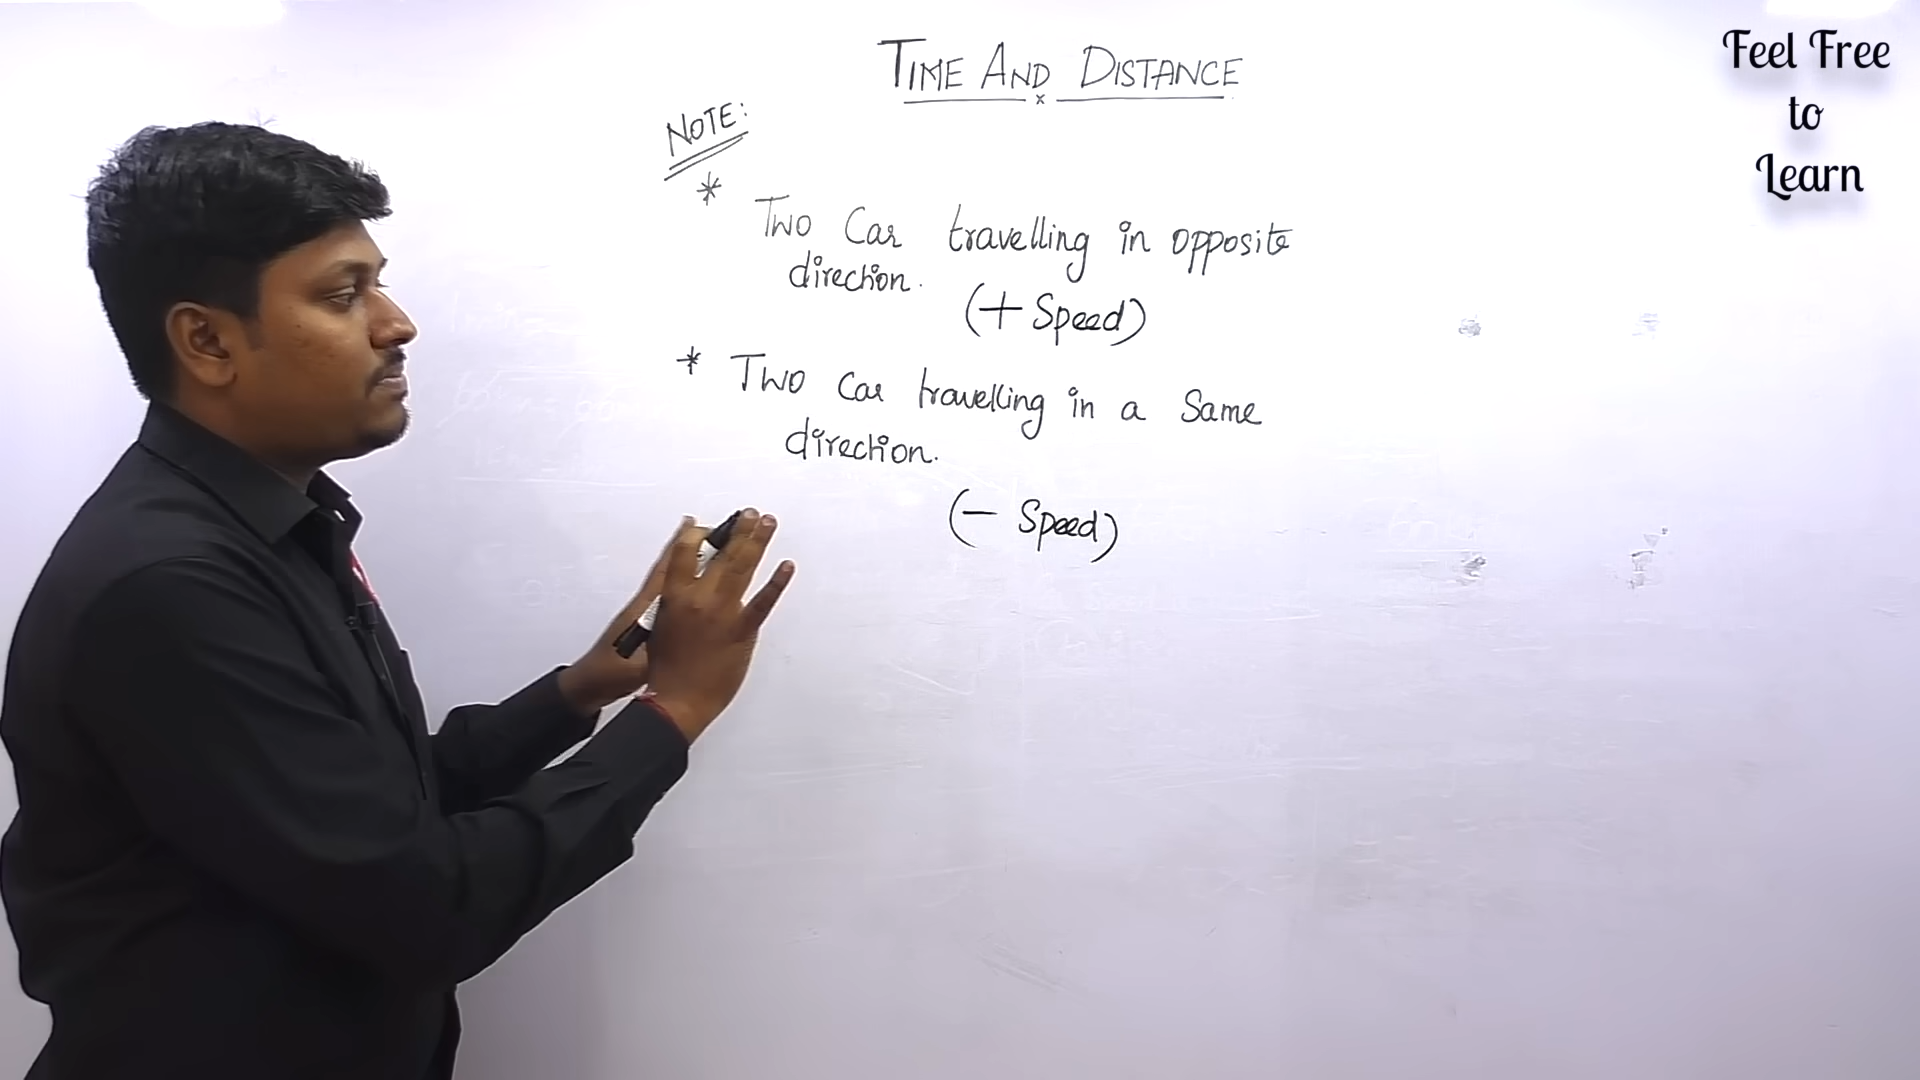 TIME AND DISTANCE
x
NOTE:
* Two Car travelling in opposite
direction.
(+ Speed)
* Two Car travelling in a Same
direction.
(- Speed)
Feel Free
to
Learn